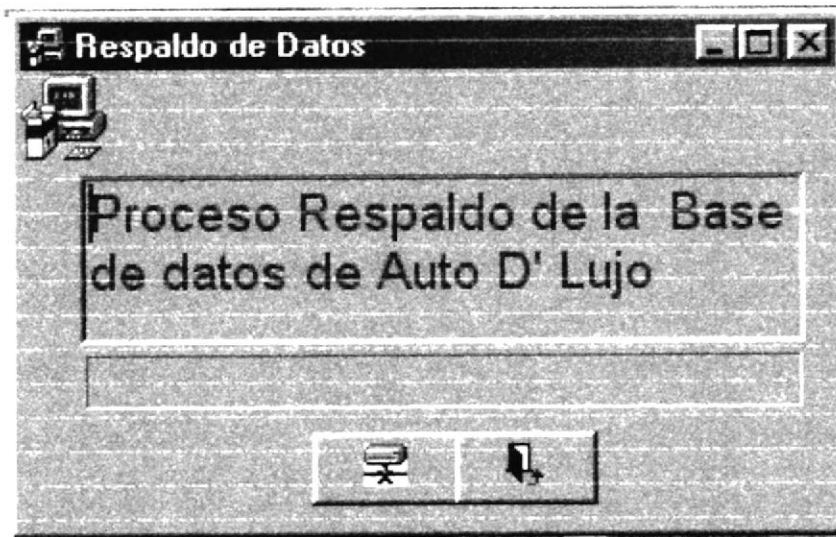 Respaldo de Datos
Proceso Respaldo de la Base
de datos de Auto D' Lujo